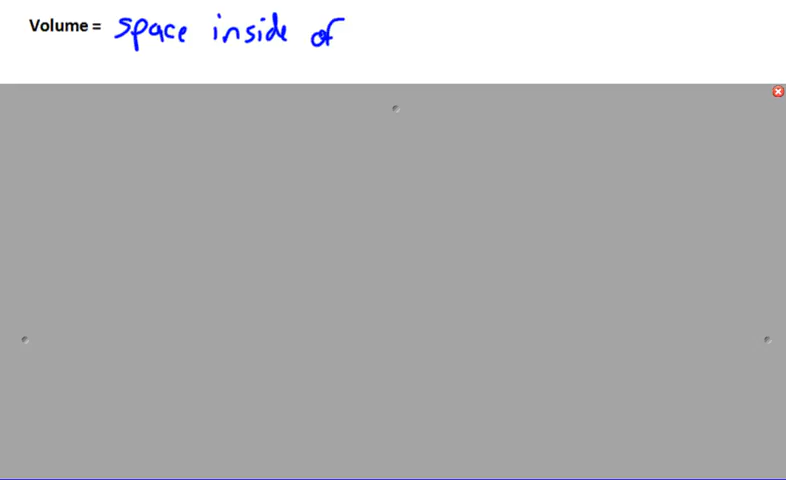 Volume = space inside of